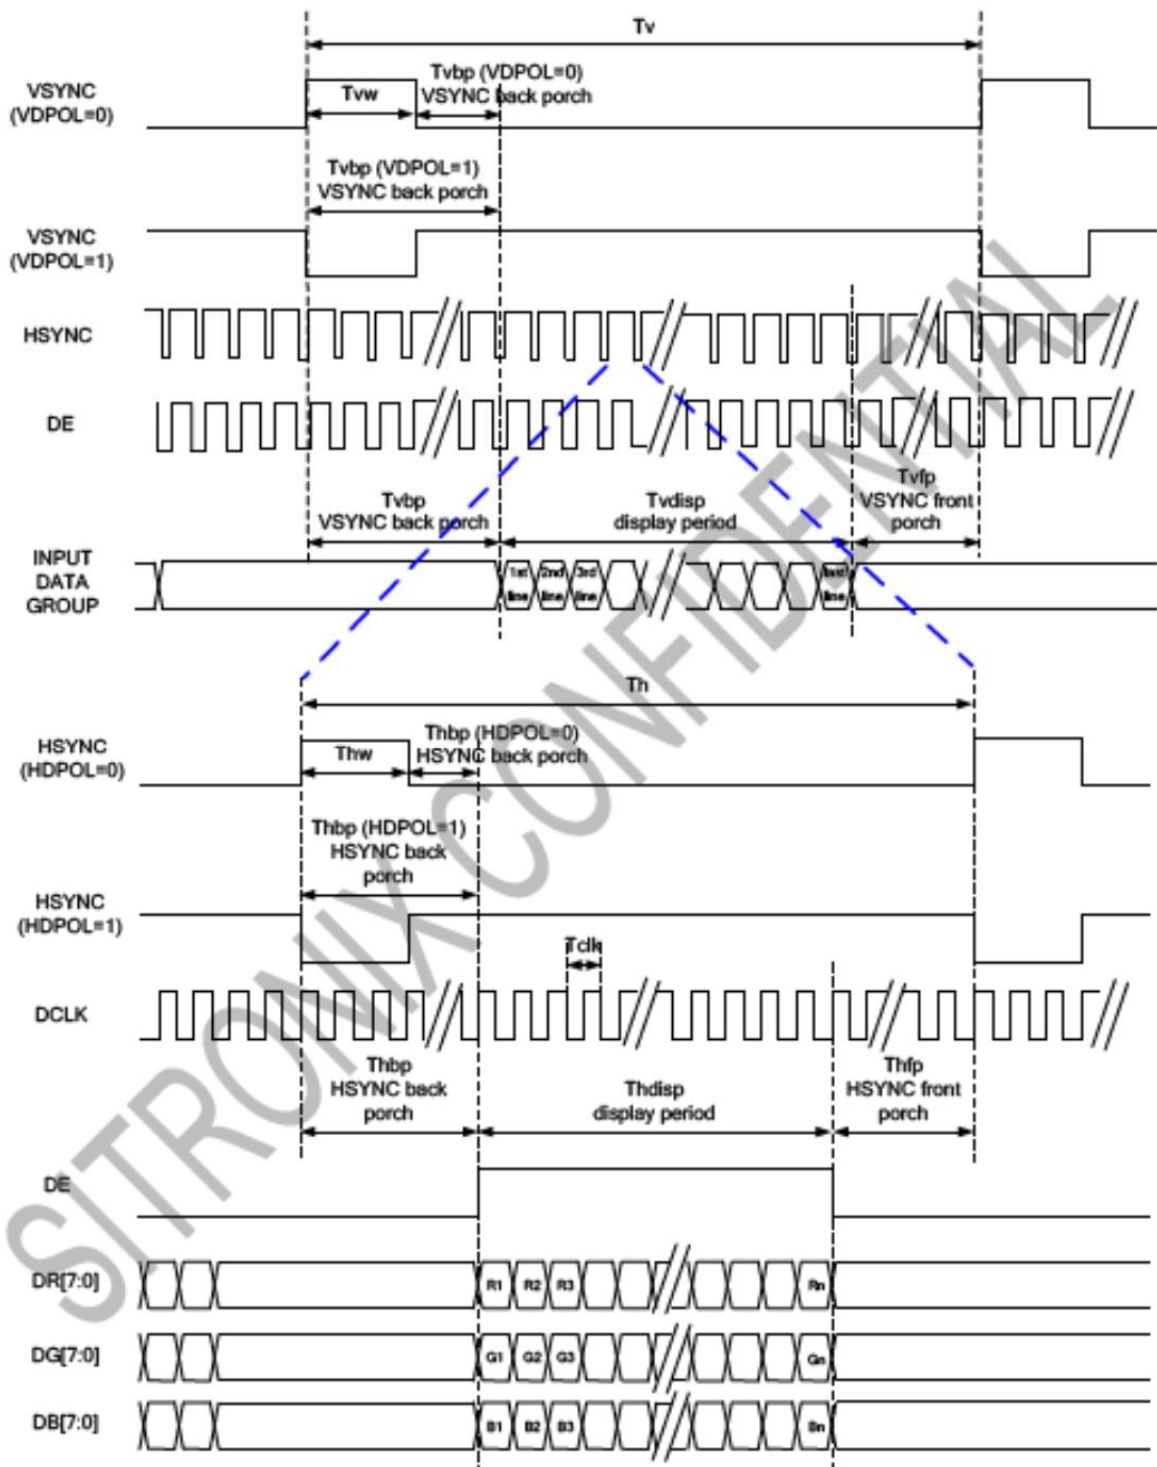 Tv
VSYNC
(VDPOL=0)
Tvw
Tvbp (VDPOL=0)
VSYNC back porch
Tvbp (VDPOL=1)
VSYNC back porch
VSYNC
(VDPOL=1)
HSYNC
DE
Tvbp
VSYNC back porch
Tvdisp
display period
Tvfp
VSYNC front
porch
INPUT
DATA
GROUP
1st
line
2nd
line
3rd
line
last
line
Th
HSYNC
(HDPOL=0)
Thw
Thbp (HDPOL=0)
HSYNC back porch
Thbp (HDPOL=1)
HSYNC back
porch
HSYNC
(HDPOL=1)
Tclk
DCLK
Thbp
HSYNC back
porch
Thdisp
display period
Thfp
HSYNC front
porch
DE
DR[7:0]
R1 R2 R3 Rn
DG[7:0]
G1 G2 G3 Gn
DB[7:0]
B1 B2 B3 Bn
SITRONIX CONFIDENTIAL